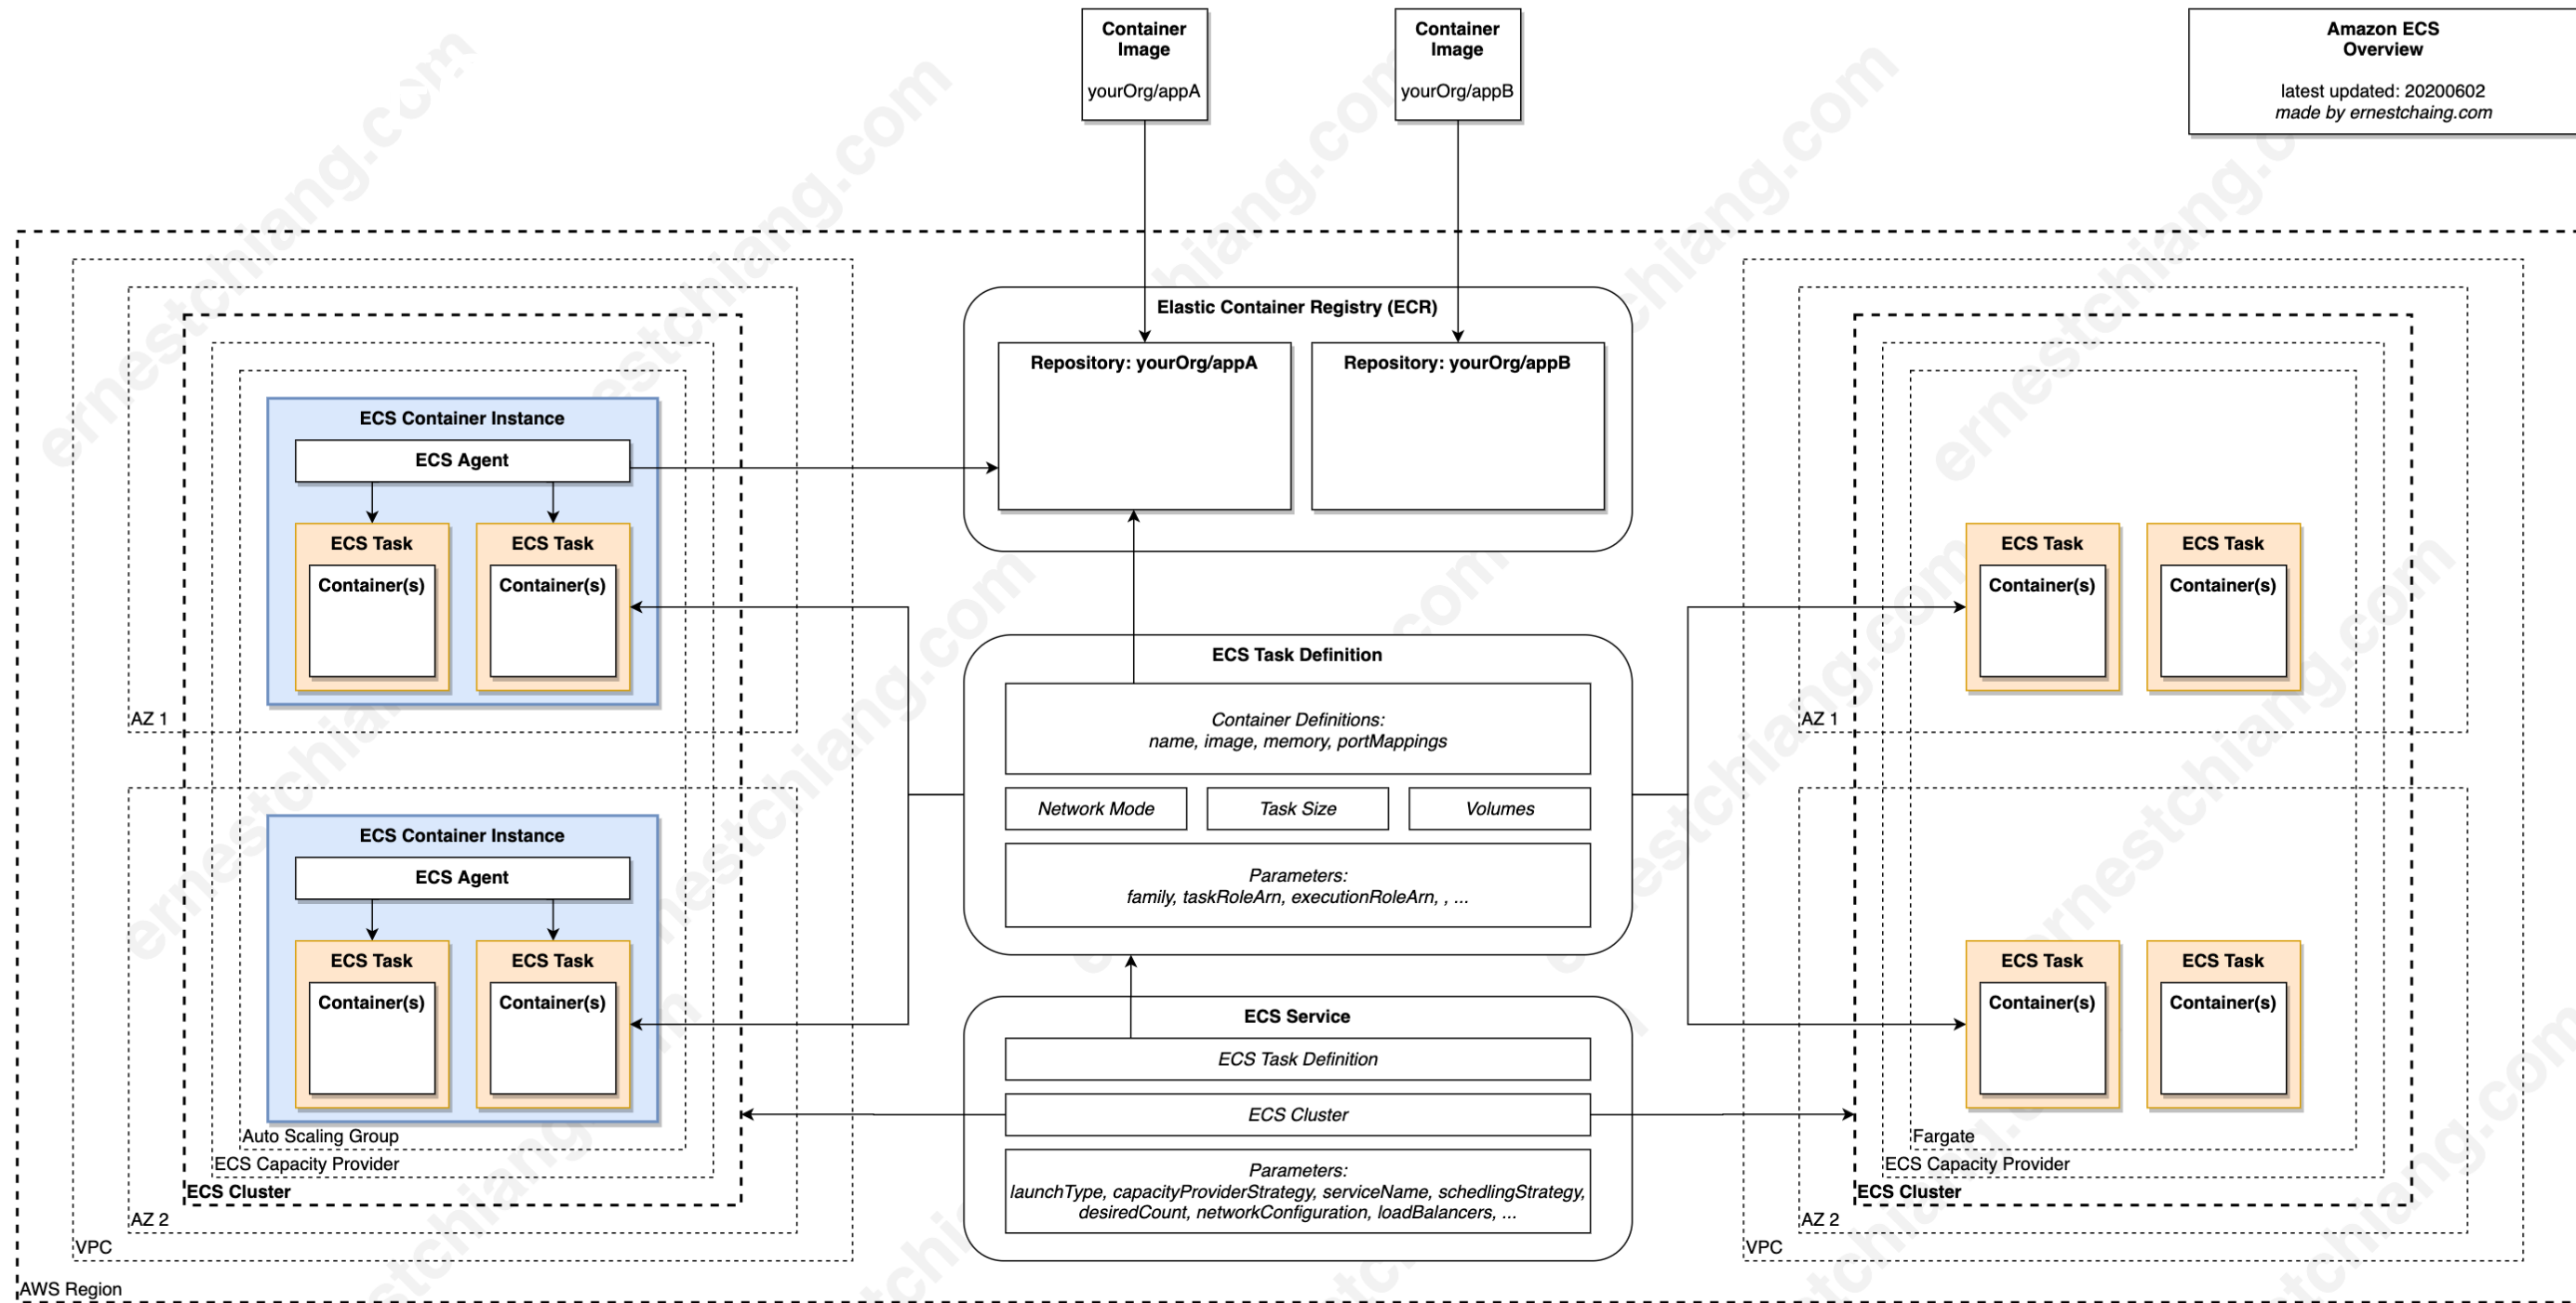 Container
Image
yourOrg/appA
Container
Image
yourOrg/appB
Amazon ECS
Overview
latest updated: 20200602
made by ernestchaing.com
Elastic Container Registry (ECR)
Repository: yourOrg/appA
Repository: yourOrg/appB
ECS Container Instance
ECS Agent
ECS Task
Container(s)
ECS Task
Container(s)
AZ 1
ECS Container Instance
ECS Agent
ECS Task
Container(s)
ECS Task
Container(s)
Auto Scaling Group
ECS Capacity Provider
ECS Cluster
AZ 2
VPC
AWS Region
ECS Task Definition
Container Definitions:
name, image, memory, portMappings
Network Mode
Task Size
Volumes
Parameters:
family, taskRoleArn, executionRoleArn, , ...
ECS Service
ECS Task Definition
ECS Cluster
Parameters:
launchType, capacityProviderStrategy, serviceName, schedlingStrategy,
desiredCount, networkConfiguration, loadBalancers, ...
ECS Task
Container(s)
ECS Task
Container(s)
AZ 1
ECS Task
Container(s)
ECS Task
Container(s)
Fargate
ECS Capacity Provider
ECS Cluster
AZ 2
VPC
ernestchiang.com